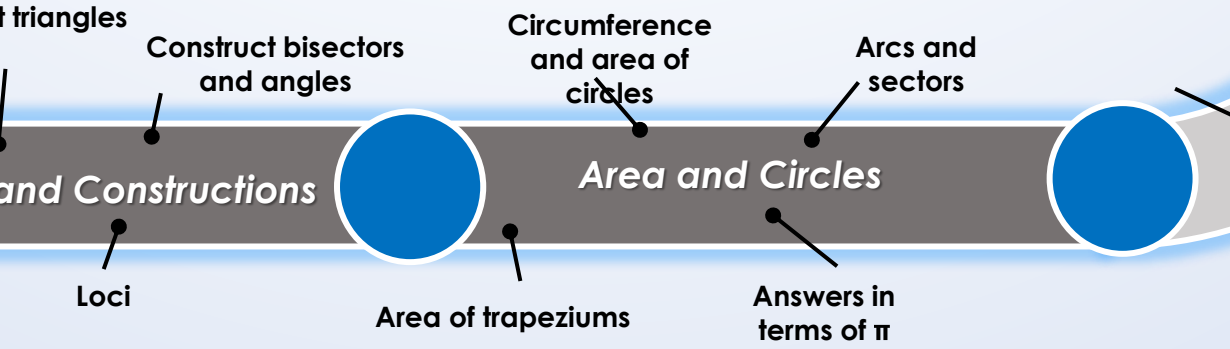 t triangles
Construct bisectors
and angles
Circumference
and area of
circles
Arcs and
sectors
and Constructions
Area and Circles
Loci
Area of trapeziums
Answers in
terms of π